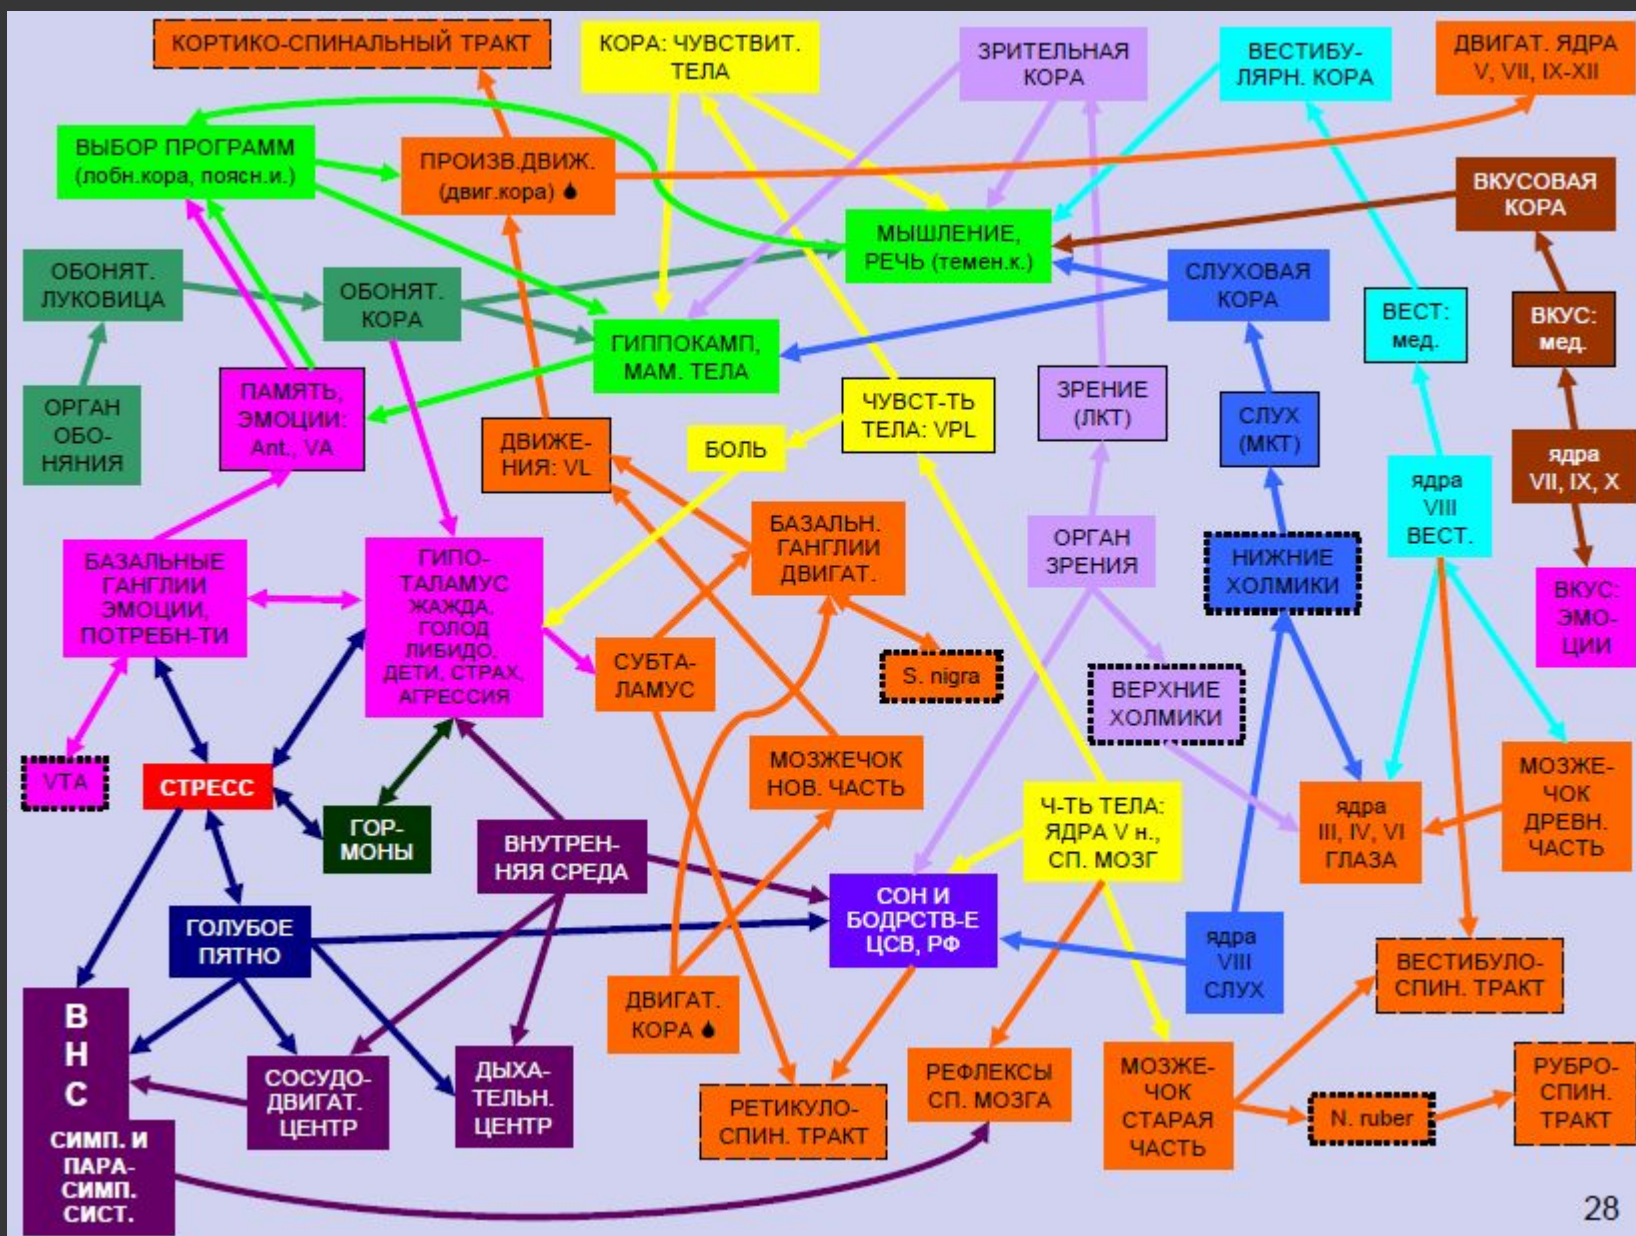 КОРТИКО-СПИНАЛЬНЫЙ ТРАКТ
КОРА: ЧУВСТВИТ.
ТЕЛА
ЗРИТЕЛЬНАЯ
КОРА
ВЕСТИБУ-
ЛЯРН. КОРА
ДВИГАТ. ЯДРА
V, VII, IX-XII
ВЫБОР ПРОГРАММ
(лобн.кора, поясн.и.)
ПРОИЗВ.ДВИЖ.
(двиг.кора)
ВКУСОВАЯ
КОРА
МЫШЛЕНИЕ,
РЕЧЬ (темен.к.)
ОБОНЯТ.
ЛУКОВИЦА
ОБОНЯТ.
КОРА
СЛУХОВАЯ
КОРА
ВЕСТ:
мед.
ВКУС:
мед.
ГИППОКАМП,
МАМ. ТЕЛА
ОРГАН
ОБО-
НЯНИЯ
ПАМЯТЬ,
ЭМОЦИИ:
Ant., VA
ДВИЖЕ-
НИЯ: VL
БОЛЬ
ЧУВСТ-ТЬ
ТЕЛА: VPL
ЗРЕНИЕ
(ЛКТ)
СЛУХ
(МКТ)
ядра
VIII
ВЕСТ.
ядра
VII, IX, X
БАЗАЛЬНЫЕ
ГАНГЛИИ
ЭМОЦИИ,
ПОТРЕБН-ТИ
ГИПО-
ТАЛАМУС
ЖАЖДА,
ГОЛОД
ЛИБИДО,
ДЕТИ, СТРАХ,
АГРЕССИЯ
БАЗАЛЬН.
ГАНГЛИИ
ДВИГАТ.
ОРГАН
ЗРЕНИЯ
НИЖНИЕ
ХОЛМИКИ
ВКУС:
ЭМО-
ЦИИ
СУБТА-
ЛАМУС
S. nigra
ВЕРХНИЕ
ХОЛМИКИ
VTA
СТРЕСС
ГОР-
МОНЫ
МОЗЖЕЧОК
НОВ. ЧАСТЬ
Ч-ТЬ ТЕЛА:
ЯДРА V н.,
СП. МОЗГ
ядра
III, IV, VI
ГЛАЗА
МОЗЖЕ-
ЧОК
ДРЕВН.
ЧАСТЬ
ВНУТРЕН-
НЯЯ СРЕДА
ГОЛУБОЕ
ПЯТНО
СОН И
БОДРСТВ-Е
ЦСВ, РФ
ядра
VIII
СЛУХ
ВЕСТИБУЛО-
СПИН. ТРАКТ
В
Н
С
СИМП. И
ПАРА-
СИМП.
СИСТ.
СОСУДО-
ДВИГАТ.
ЦЕНТР
ДЫХА-
ТЕЛЬН.
ЦЕНТР
ДВИГАТ.
КОРА
РЕТИКУЛО-
СПИН. ТРАКТ
РЕФЛЕКСЫ
СП. МОЗГА
МОЗЖЕ-
ЧОК
СТАРАЯ
ЧАСТЬ
N. ruber
РУБРО-
СПИН.
ТРАКТ
28